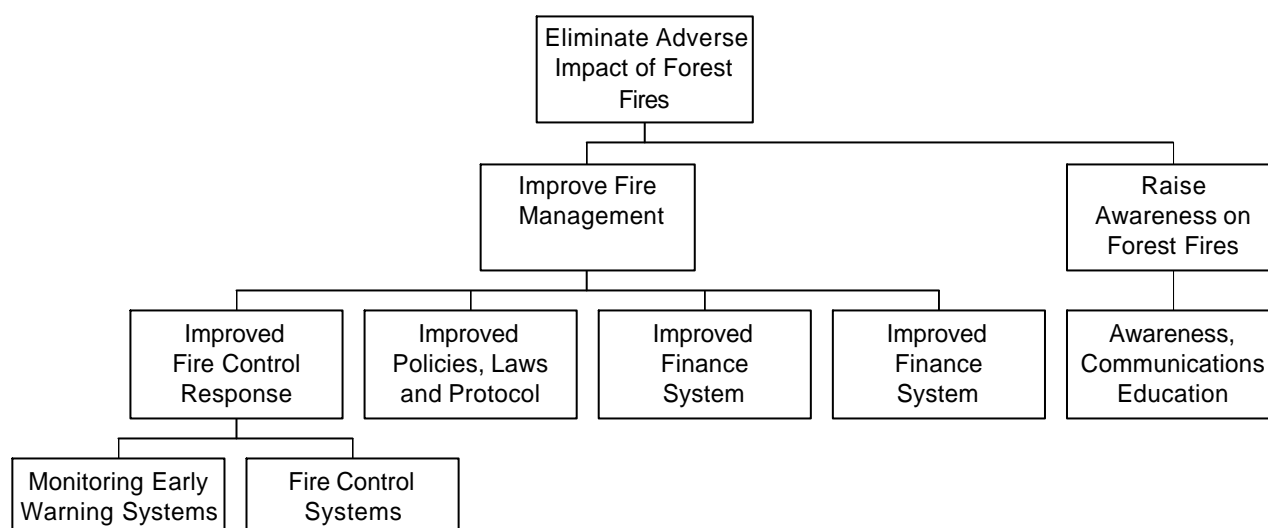 Eliminate Adverse
Impact of Forest
Fires
Improve Fire
Management
Raise
Awareness on
Forest Fires
Improved
Fire Control
Response
Improved
Policies, Laws
and Protocol
Improved
Finance
System
Improved
Finance
System
Awareness,
Communications
Education
Monitoring Early
Warning Systems
Fire Control
Systems